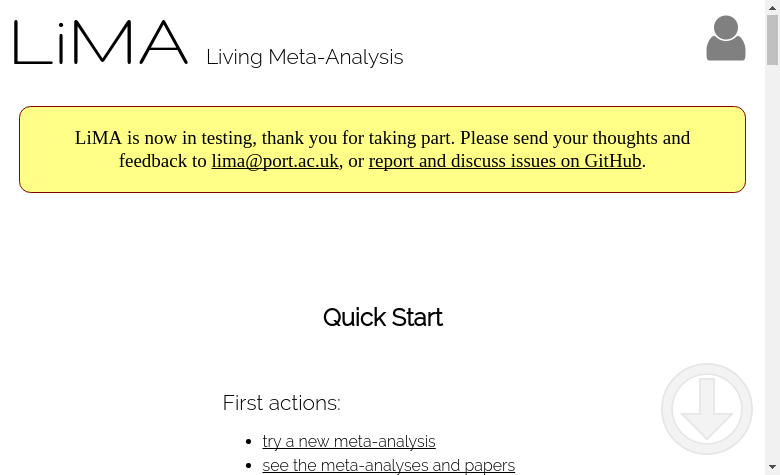 LiMA Living Meta-Analysis
LiMA is now in testing, thank you for taking part. Please send your thoughts and
feedback to lima@port.ac.uk, or report and discuss issues on GitHub.
Quick Start
First actions:
try a new meta-analysis
see the meta-analyses and papers